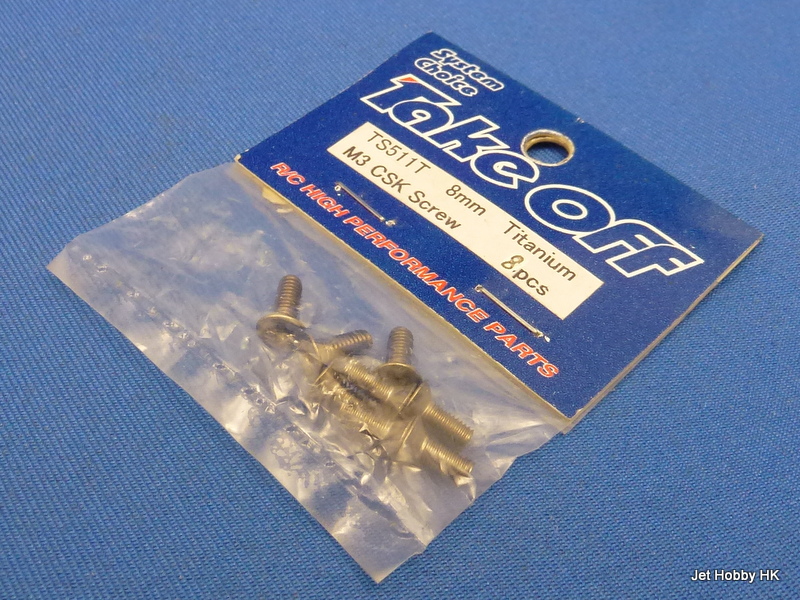 System
Choice
Take Off
TS511T 8mm Titanium
M3 CSK Screw 8 pcs
R/C HIGH PERFORMANCE PARTS
Jet Hobby HK